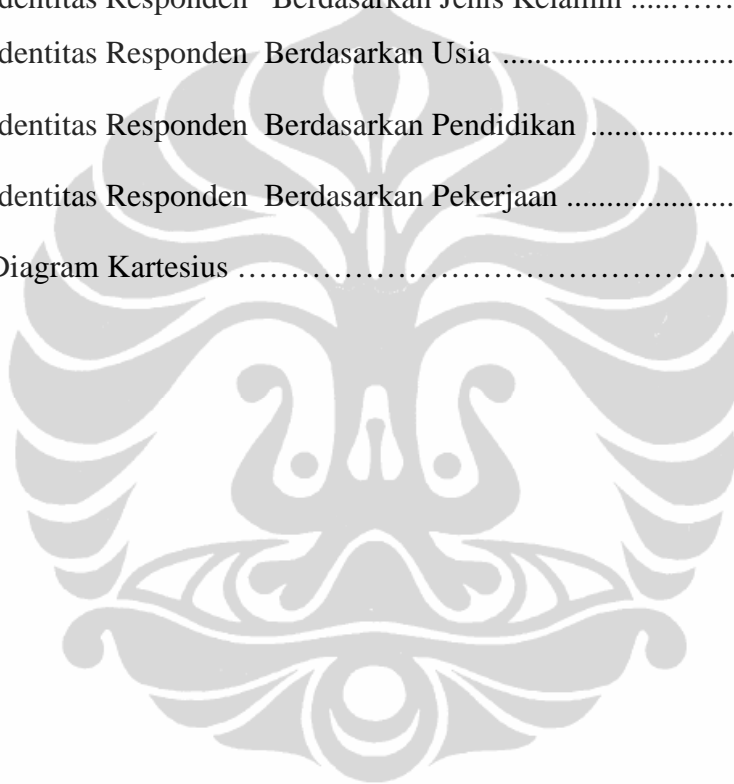 dentitas Responden Berdasarkan Jenis Kelamin ...........
dentitas Responden Berdasarkan Usia ............................
dentitas Responden Berdasarkan Pendidikan .................
dentitas Responden Berdasarkan Pekerjaan ....................
Diagram Kartesius ……………………………………………